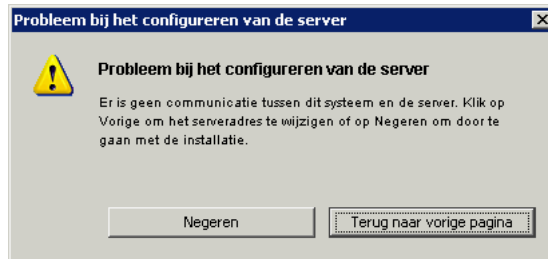 Probleem bij het configureren van de server
Probleem bij het configureren van de server
Er is geen communicatie tussen dit systeem en de server. Klik op
Vorige om het serveradres te wijzigen of op Negeren om door te
gaan met de installatie.
Negeren
Terug naar vorige pagina